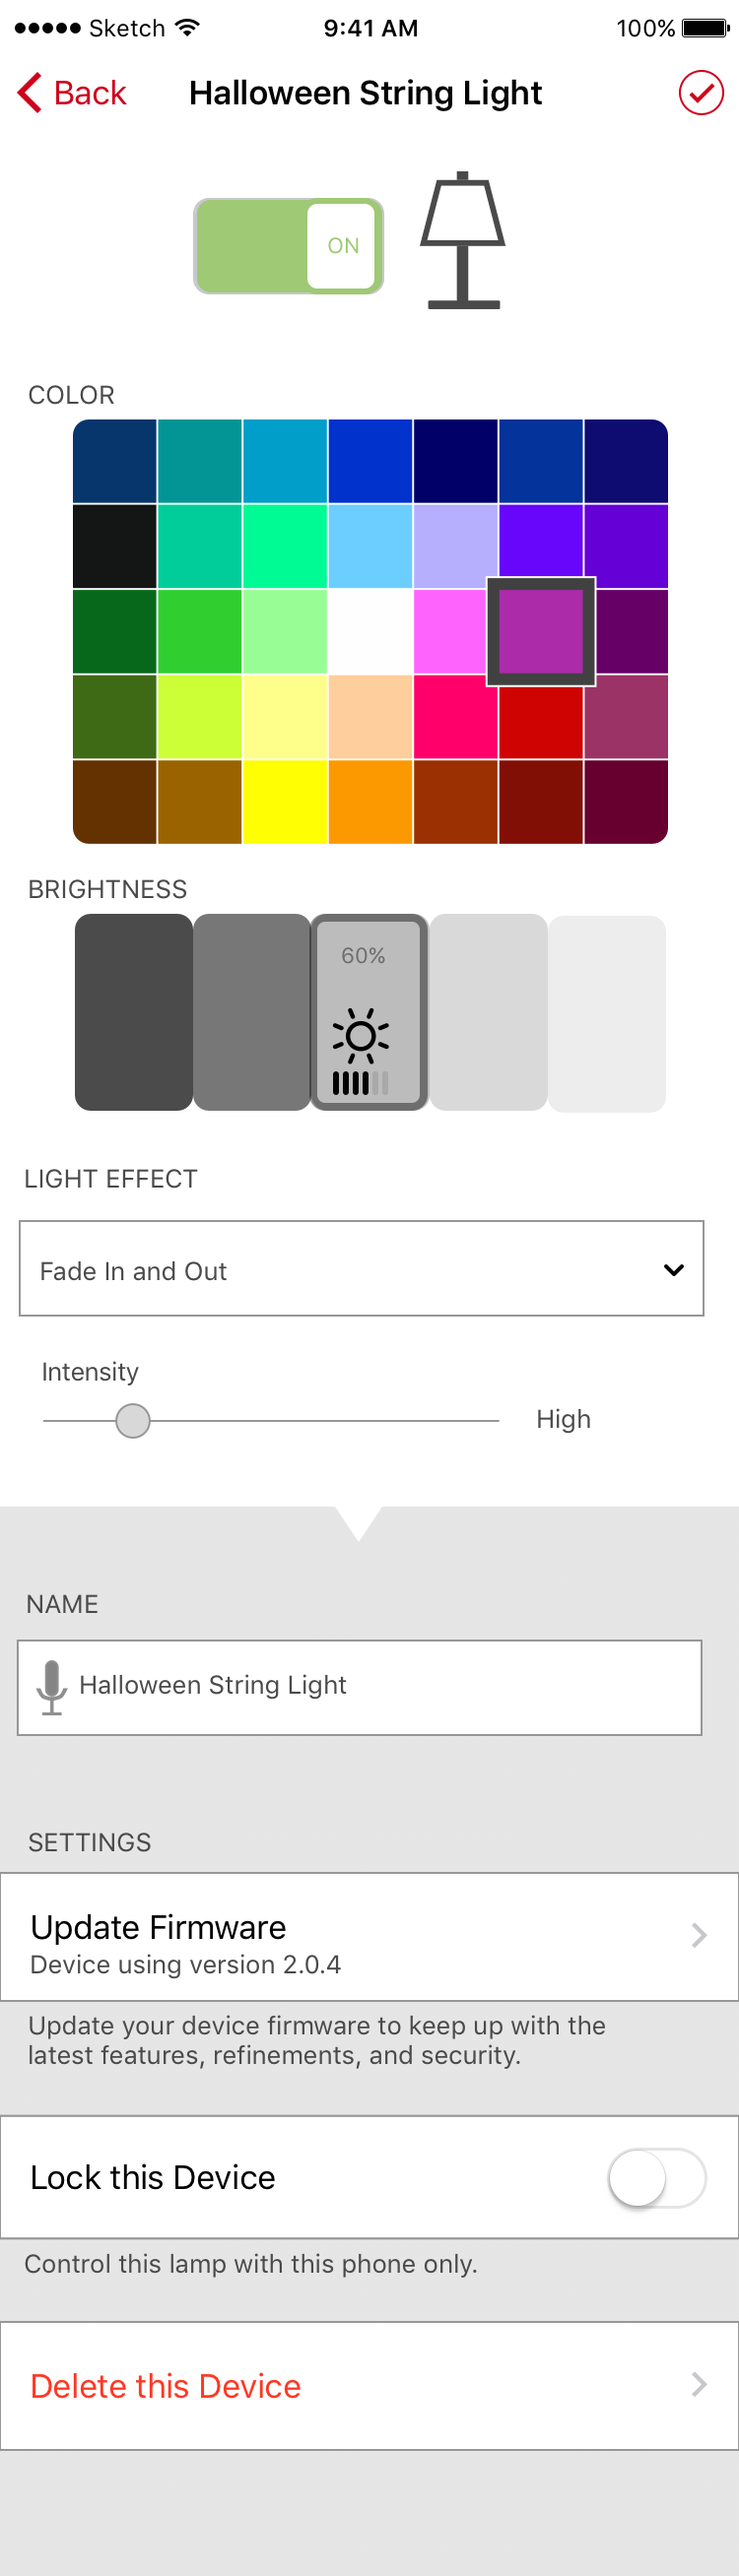 Sketch 9:41 AM 100%
Back Halloween String Light
ON
COLOR
BRIGHTNESS
60%
LIGHT EFFECT
Fade In and Out
Intensity
High
NAME
Halloween String Light
SETTINGS
Update Firmware
Device using version 2.0.4
Update your device firmware to keep up with the
latest features, refinements, and security.
Lock this Device
Control this lamp with this phone only.
Delete this Device